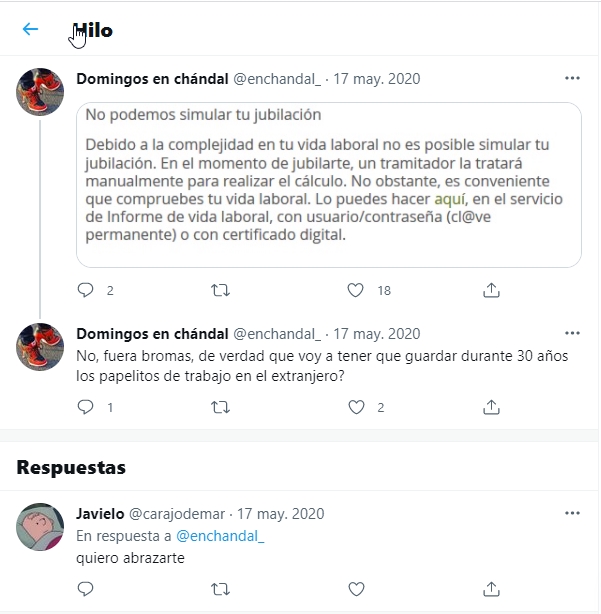 Hilo
Domingos en chándal @enchandal_ · 17 may. 2020
No podemos simular tu jubilación
Debido a la complejidad en tu vida laboral no es posible simular tu
jubilación. En el momento de jubilarte, un tramitador la tratará
manualmente para realizar el cálculo. No obstante, es conveniente
que compruebes tu vida laboral. Lo puedes hacer aquí, en el servicio
de Informe de vida laboral, con usuario/contraseña (cl@ve
permanente) o con certificado digital.
2 18
Domingos en chándal @enchandal_ · 17 may. 2020
No, fuera bromas, de verdad que voy a tener que guardar durante 30 años
los papelitos de trabajo en el extranjero?
1 2
Respuestas
Javielo @carajodemar · 17 may. 2020
En respuesta a @enchandal_
quiero abrazarte